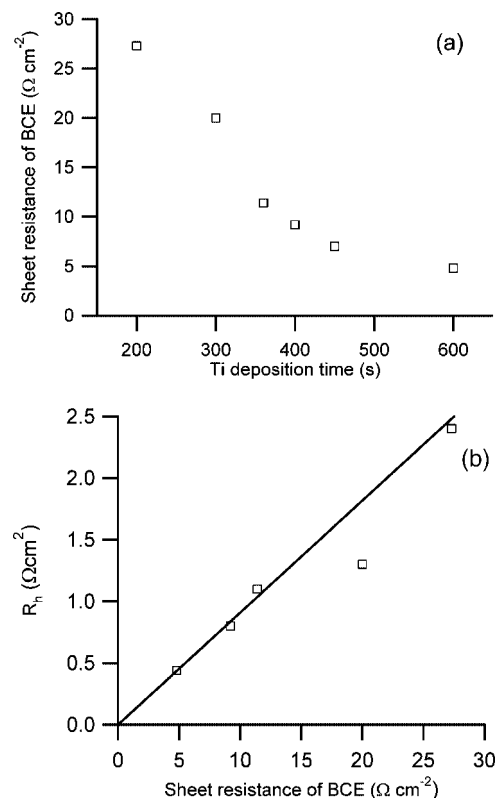 (a)
Sheet resistance of BCE (Ω cm⁻²)
30
25
20
15
10
5
0
200 300 400 500 600
Ti deposition time (s)
(b)
Rₕ (Ωcm²)
2.5
2.0
1.5
1.0
0.5
0.0
0 5 10 15 20 25 30
Sheet resistance of BCE (Ω cm⁻²)